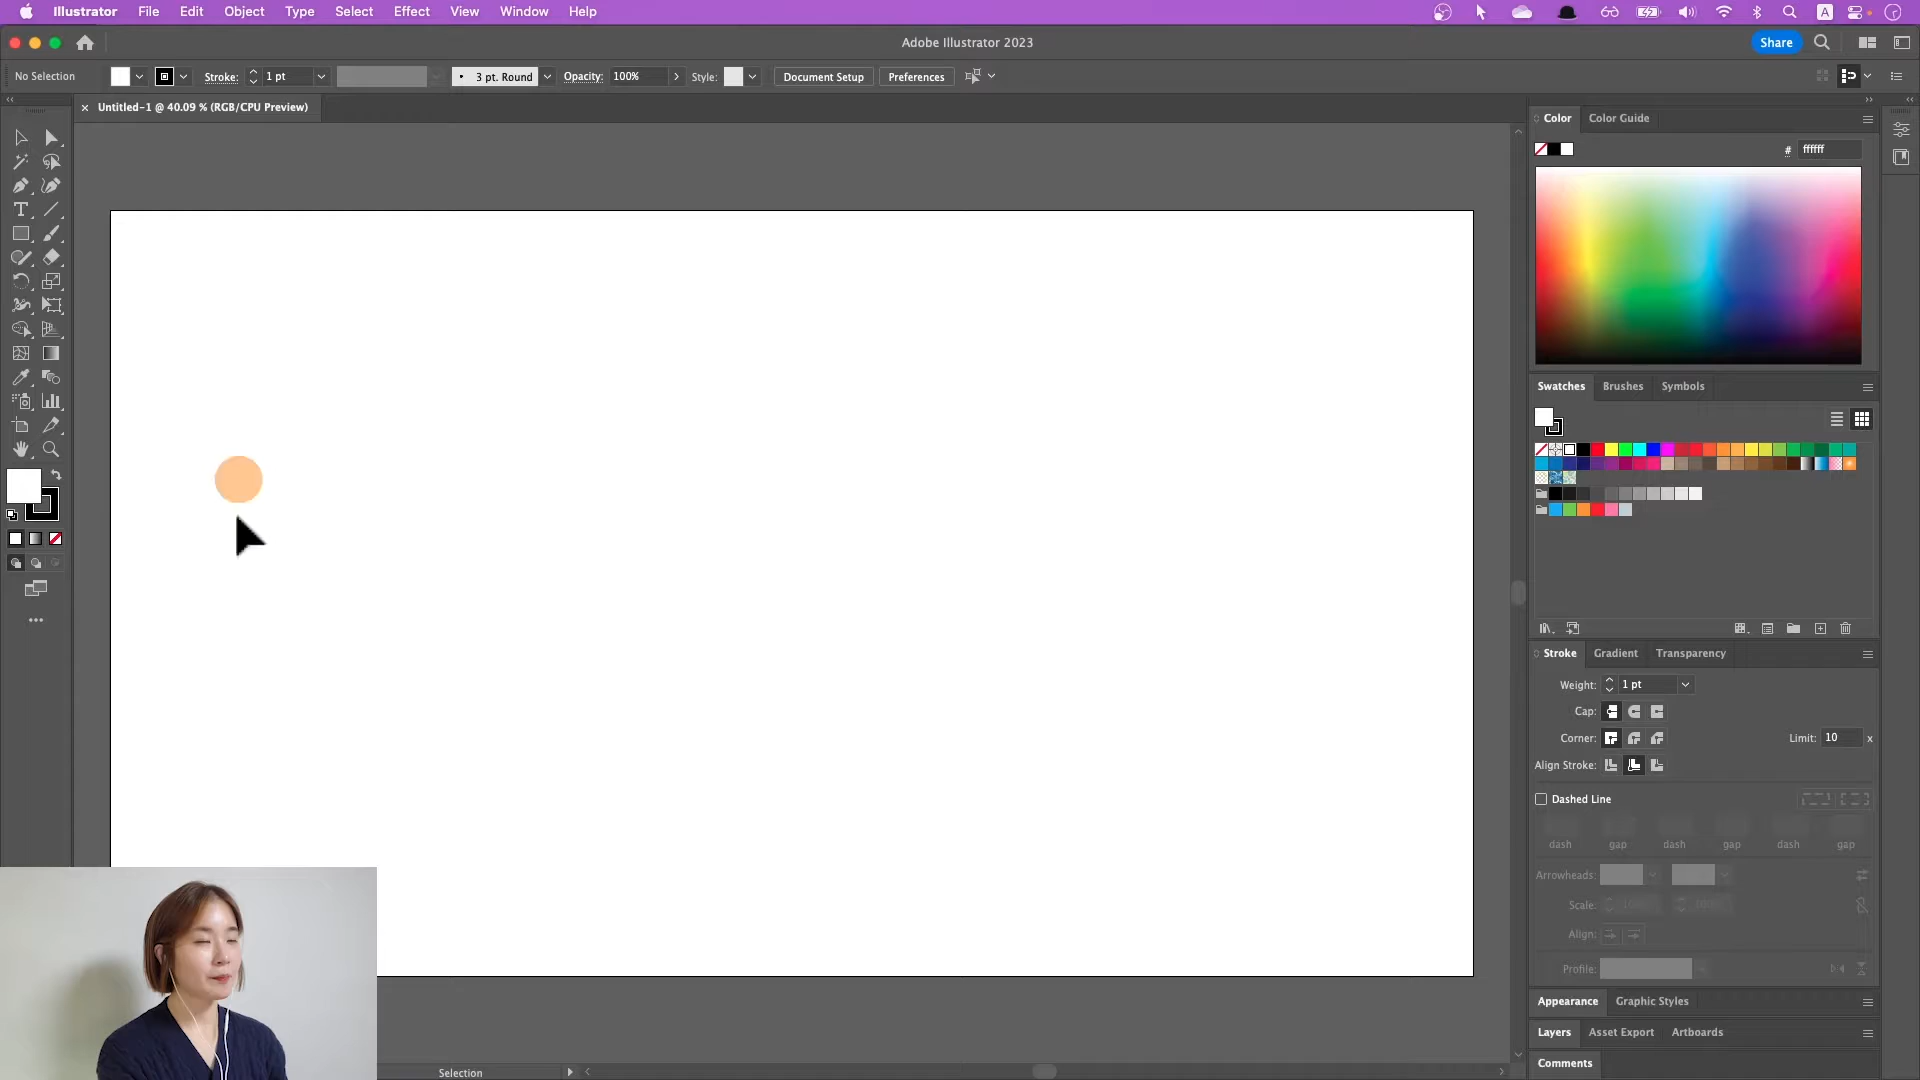 Illustrator File Edit Object Type Select Effect View Window Help
A
Adobe Illustrator 2023
Share
No Selection
Stroke: 1 pt
3 pt. Round
Opacity: 100%
Style:
Document Setup
Preferences
× Untitled-1 @ 40.09 % (RGB/CPU Preview)
Color Color Guide
# ffffff
Swatches Brushes Symbols
Stroke Gradient Transparency
Weight: 1 pt
Cap:
Corner:
Limit: 10 x
Align Stroke:
Dashed Line
dash gap dash gap dash gap
Arrowheads:
Scale:
Align:
Profile:
Appearance Graphic Styles
Layers Asset Export Artboards
Comments
Selection